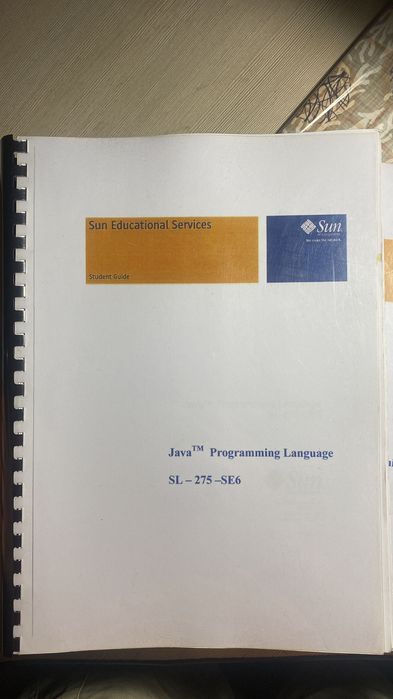 Sun Educational Services
Sun
Student Guide
Java™ Programming Language
SL – 275 –SE6